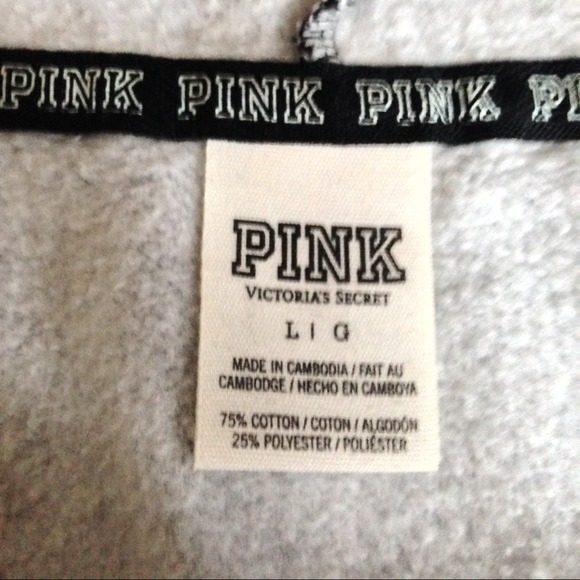 PINK PINK PINK PI
PINK
VICTORIA'S SECRET
L | G
MADE IN CAMBODIA / FAIT AU
CAMBODGE / HECHO EN CAMBOYA
75% COTTON / COTON / ALGODÓN
25% POLYESTER / POLIÉSTER